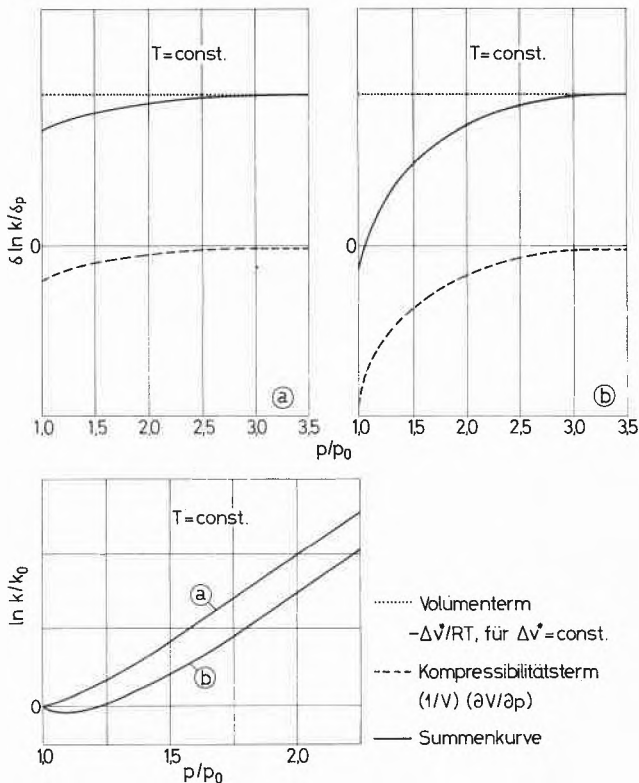 T=const.
T=const.
δ ln k/δp
0
0
ⓐ
ⓑ
1,0 1,5 2,0 2,5 3,0 3,5
1,0 1,5 2,0 2,5 3,0 3,5
p/p₀
T=const.
ln k/k₀
ⓐ
ⓑ
0
1,0 1,5 2,0
p/p₀
Volumenterm
-Δv*/RT, für Δv*=const.
Kompressibilitätsterm
(1/V) (∂V/∂p)
Summenkurve